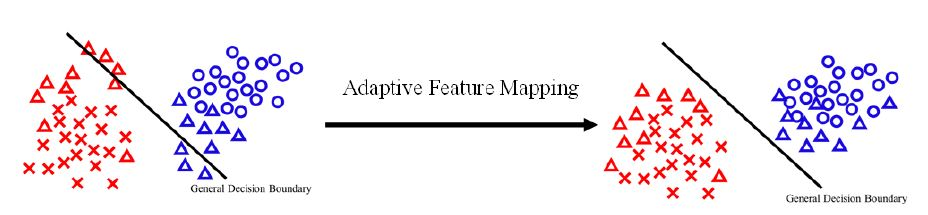 Adaptive Feature Mapping
General Decision Boundary
General Decision Boundary